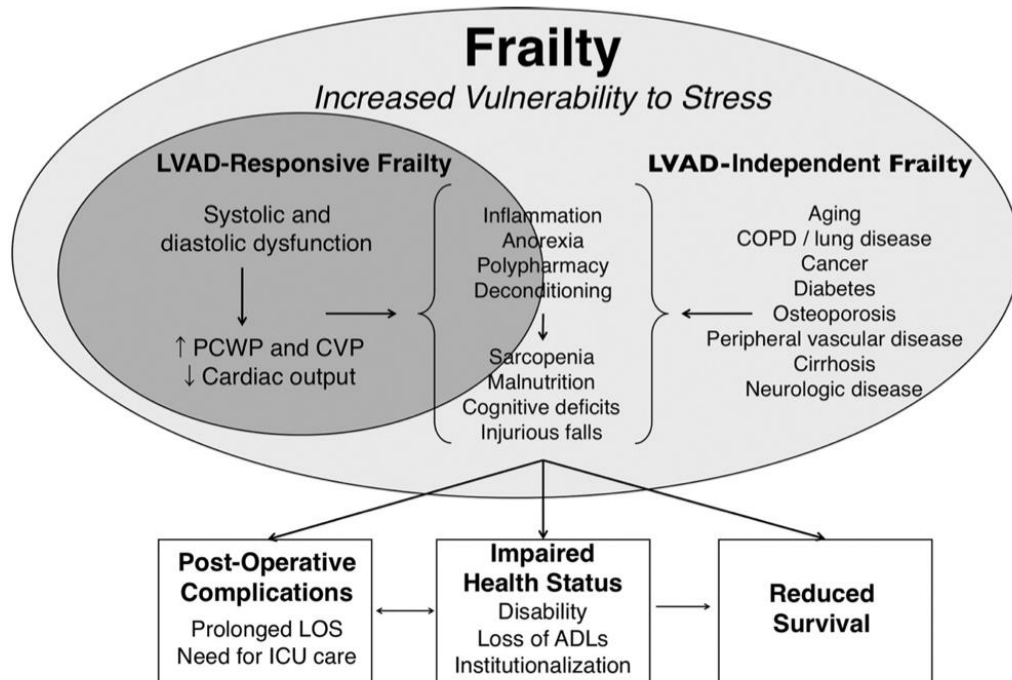 Frailty
Increased Vulnerability to Stress
LVAD-Responsive Frailty
Systolic and
diastolic dysfunction
↑ PCWP and CVP
↓ Cardiac output
Inflammation
Anorexia
Polypharmacy
Deconditioning
Sarcopenia
Malnutrition
Cognitive deficits
Injurious falls
LVAD-Independent Frailty
Aging
COPD / lung disease
Cancer
Diabetes
Osteoporosis
Peripheral vascular disease
Cirrhosis
Neurologic disease
Post-Operative
Complications
Prolonged LOS
Need for ICU care
Impaired
Health Status
Disability
Loss of ADLs
Institutionalization
Reduced
Survival